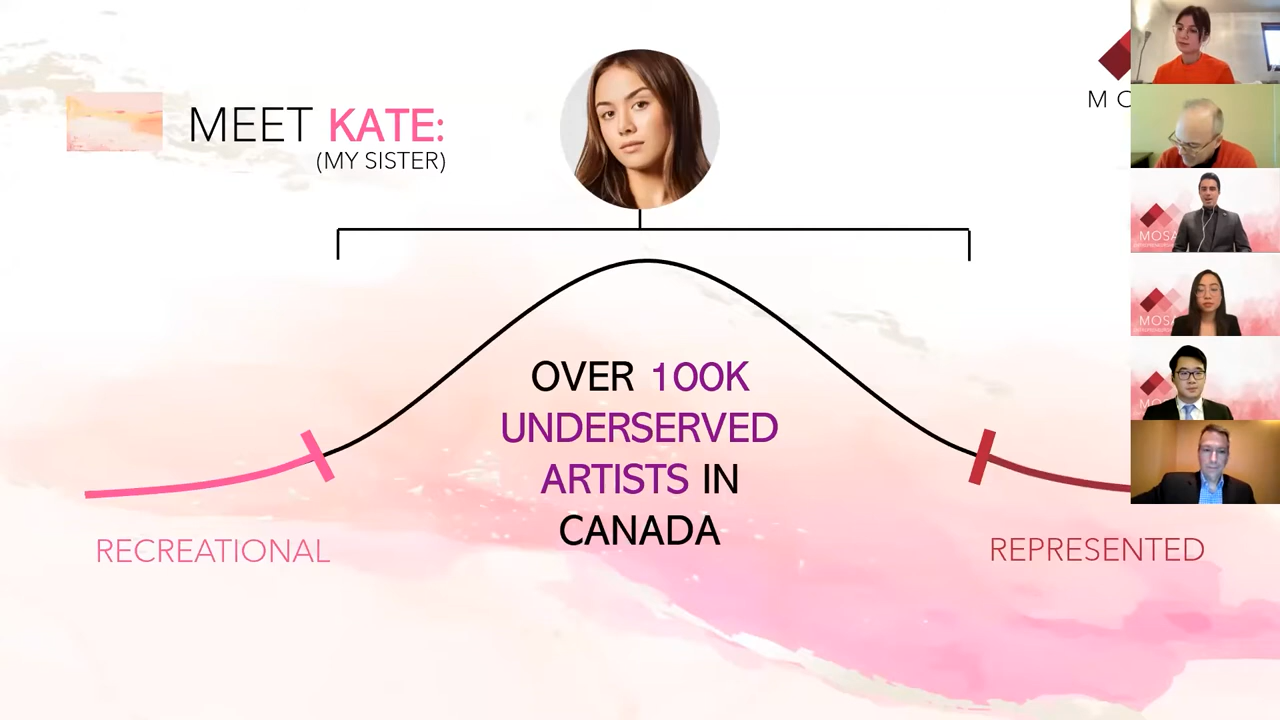 MEET KATE:
(MY SISTER)
OVER 100K
UNDERSERVED
ARTISTS IN
CANADA
RECREATIONAL
REPRESENTED